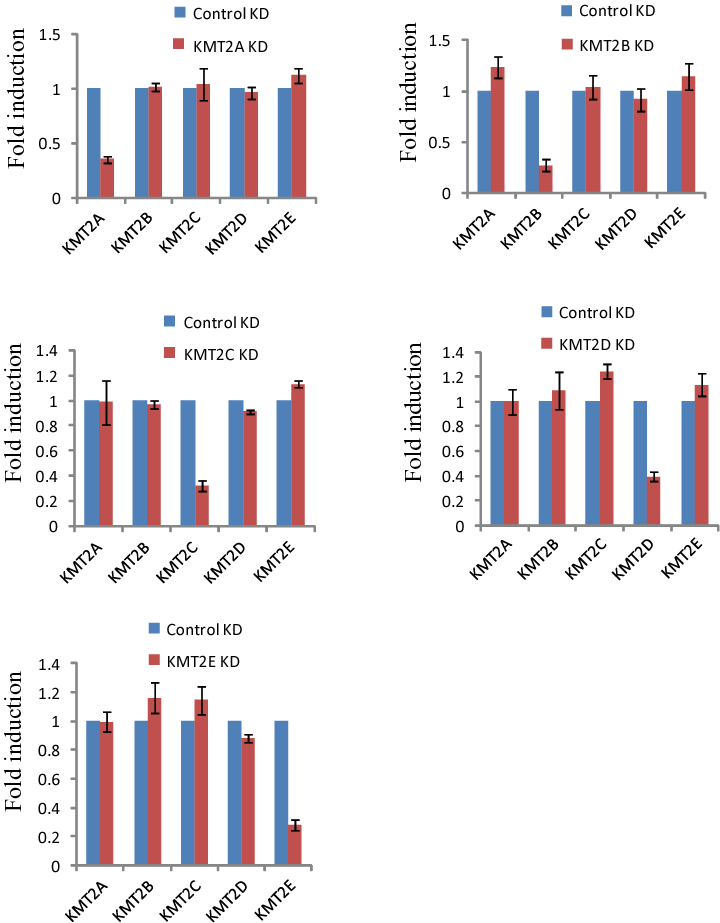 Control KD
KMT2A KD
Fold induction
1.5
1
0.5
0
KMT2A
KMT2B
KMT2C
KMT2D
KMT2E
Control KD
KMT2B KD
Fold induction
1.5
1
0.5
0
KMT2A
KMT2B
KMT2C
KMT2D
KMT2E
Control KD
KMT2C KD
Fold induction
1.4
1.2
1
0.8
0.6
0.4
0.2
0
KMT2A
KMT2B
KMT2C
KMT2D
KMT2E
Control KD
KMT2D KD
Fold induction
1.4
1.2
1
0.8
0.6
0.4
0.2
0
KMT2A
KMT2B
KMT2C
KMT2D
KMT2E
Control KD
KMT2E KD
Fold induction
1.4
1.2
1
0.8
0.6
0.4
0.2
0
KMT2A
KMT2B
KMT2C
KMT2D
KMT2E